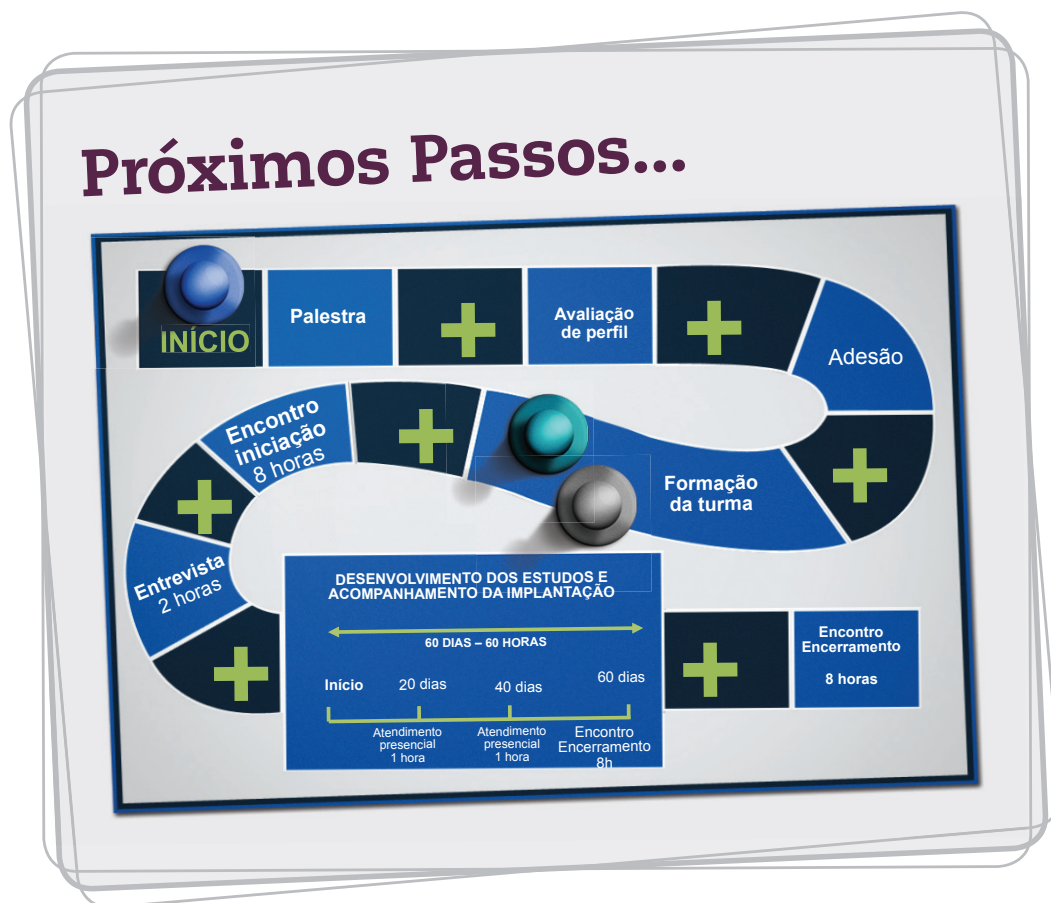 Próximos Passos...
INÍCIO
Palestra
Avaliação
de perfil
Adesão
Formação
da turma
Encontro
iniciação
8 horas
Entrevista
2 horas
DESENVOLVIMENTO DOS ESTUDOS E
ACOMPANHAMENTO DA IMPLANTAÇÃO
60 DIAS – 60 HORAS
Início
20 dias
40 dias
60 dias
Atendimento
presencial
1 hora
Atendimento
presencial
1 hora
Encontro
Encerramento
8h
Encontro
Encerramento
8 horas